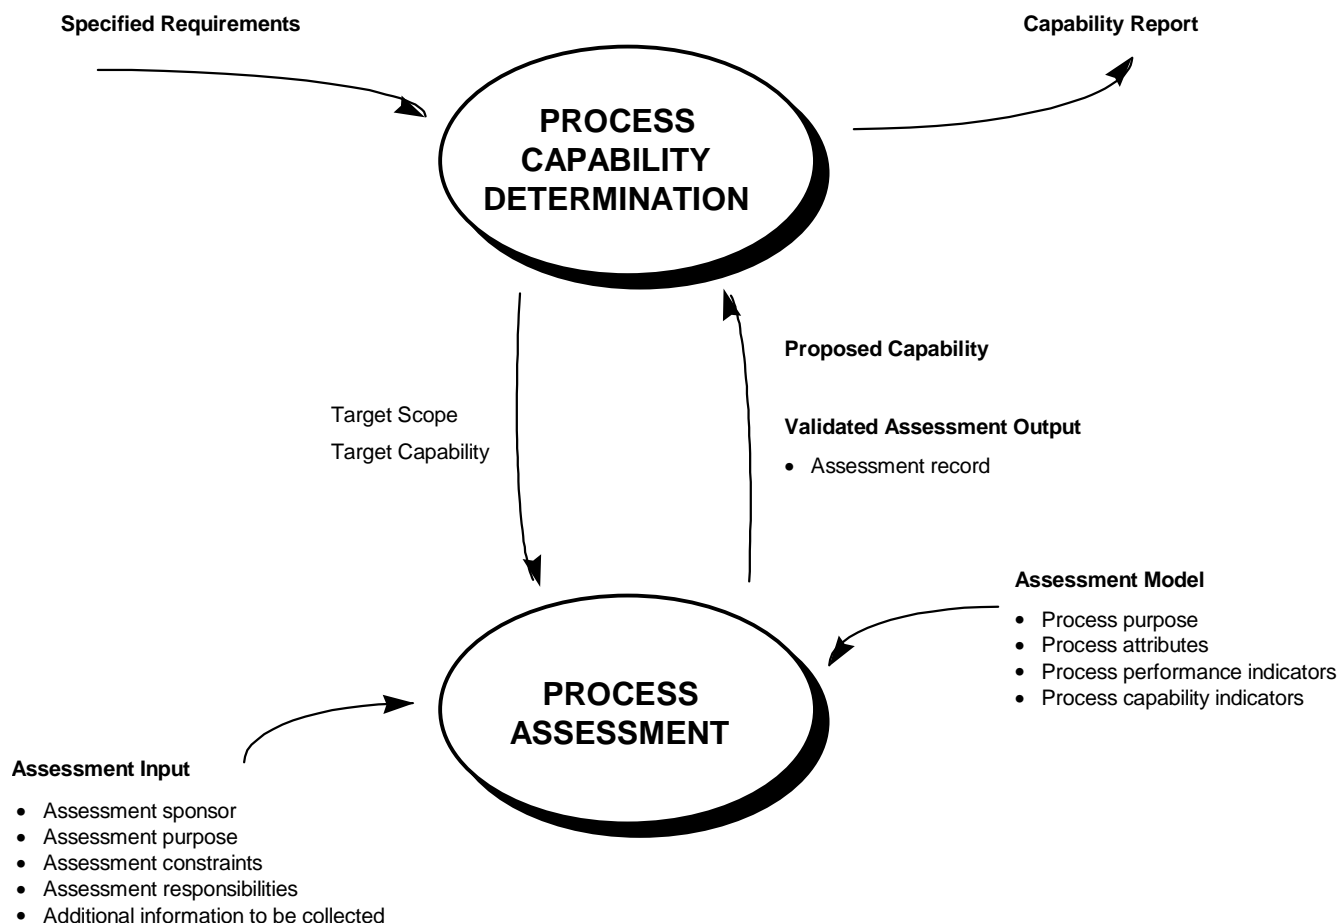 Specified Requirements
Capability Report
PROCESS
CAPABILITY
DETERMINATION
Proposed Capability
Target Scope
Target Capability
Validated Assessment Output
• Assessment record
Assessment Model
• Process purpose
• Process attributes
• Process performance indicators
• Process capability indicators
PROCESS
ASSESSMENT
Assessment Input
• Assessment sponsor
• Assessment purpose
• Assessment constraints
• Assessment responsibilities
• Additional information to be collected